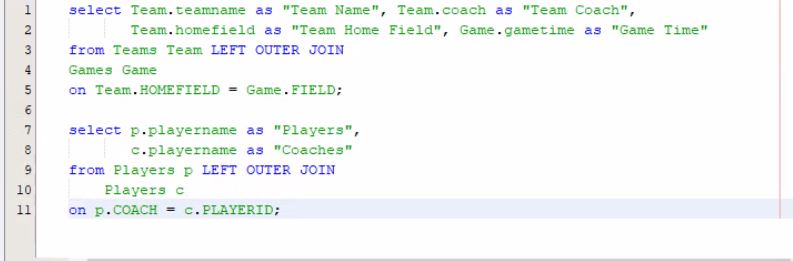 1 select Team.teamname as "Team Name", Team.coach as "Team Coach",
2 Team.homefield as "Team Home Field", Game.gametime as "Game Time"
3 from Teams Team LEFT OUTER JOIN
4 Games Game
5 on Team.HOMEFIELD = Game.FIELD;
6
7 select p.playername as "Players",
8 c.playername as "Coaches"
9 from Players p LEFT OUTER JOIN
10 Players c
11 on p.COACH = c.PLAYERID;